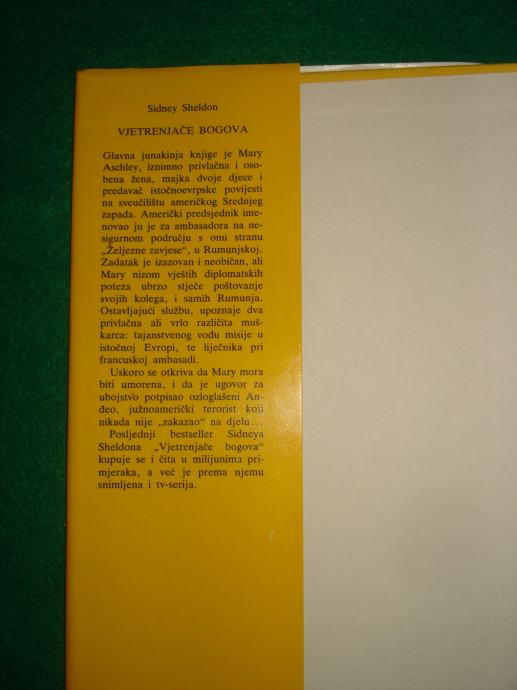 Sidney Sheldon
VJETRENJAČE BOGOVA
Glavna junakinja knjige je Mary
Aschley, iznimno privlačna i oso-
bena žena, majka dvoje djece i
predavač istočnoevrpske povijesti
na sveučilištu američkog Srednjeg
zapada. Američki predsjednik ime-
novao ju je za ambasadora na ne-
sigurnom području s onu stranu
„Željezne zavjese“, u Rumunjskoj.
Zadatak je izazovan i neobičan, ali
Mary nizom vještih diplomatskih
poteza ubrzo stječe poštovanje
svojih kolega, i samih Rumunja.
Ostavljajući službu, upoznaje dva
privlačna ali vrlo različita muš-
karca: tajanstvenog vođu misije u
istočnoj Evropi, te liječnika pri
francuskoj ambasadi.
Uskoro se otkriva da Mary mora
biti umorena, i da je ugovor za
ubojstvo potpisao ozloglašeni An-
đeo, južnoamerički terorist koji
nikada nije „zakazao“ na djelu...
Posljednji bestseller Sidneya
Sheldona „Vjetrenjače bogova“
kupuje se i čita u milijunima pri-
mjeraka, a već je prema njemu
snimljena i tv-serija.